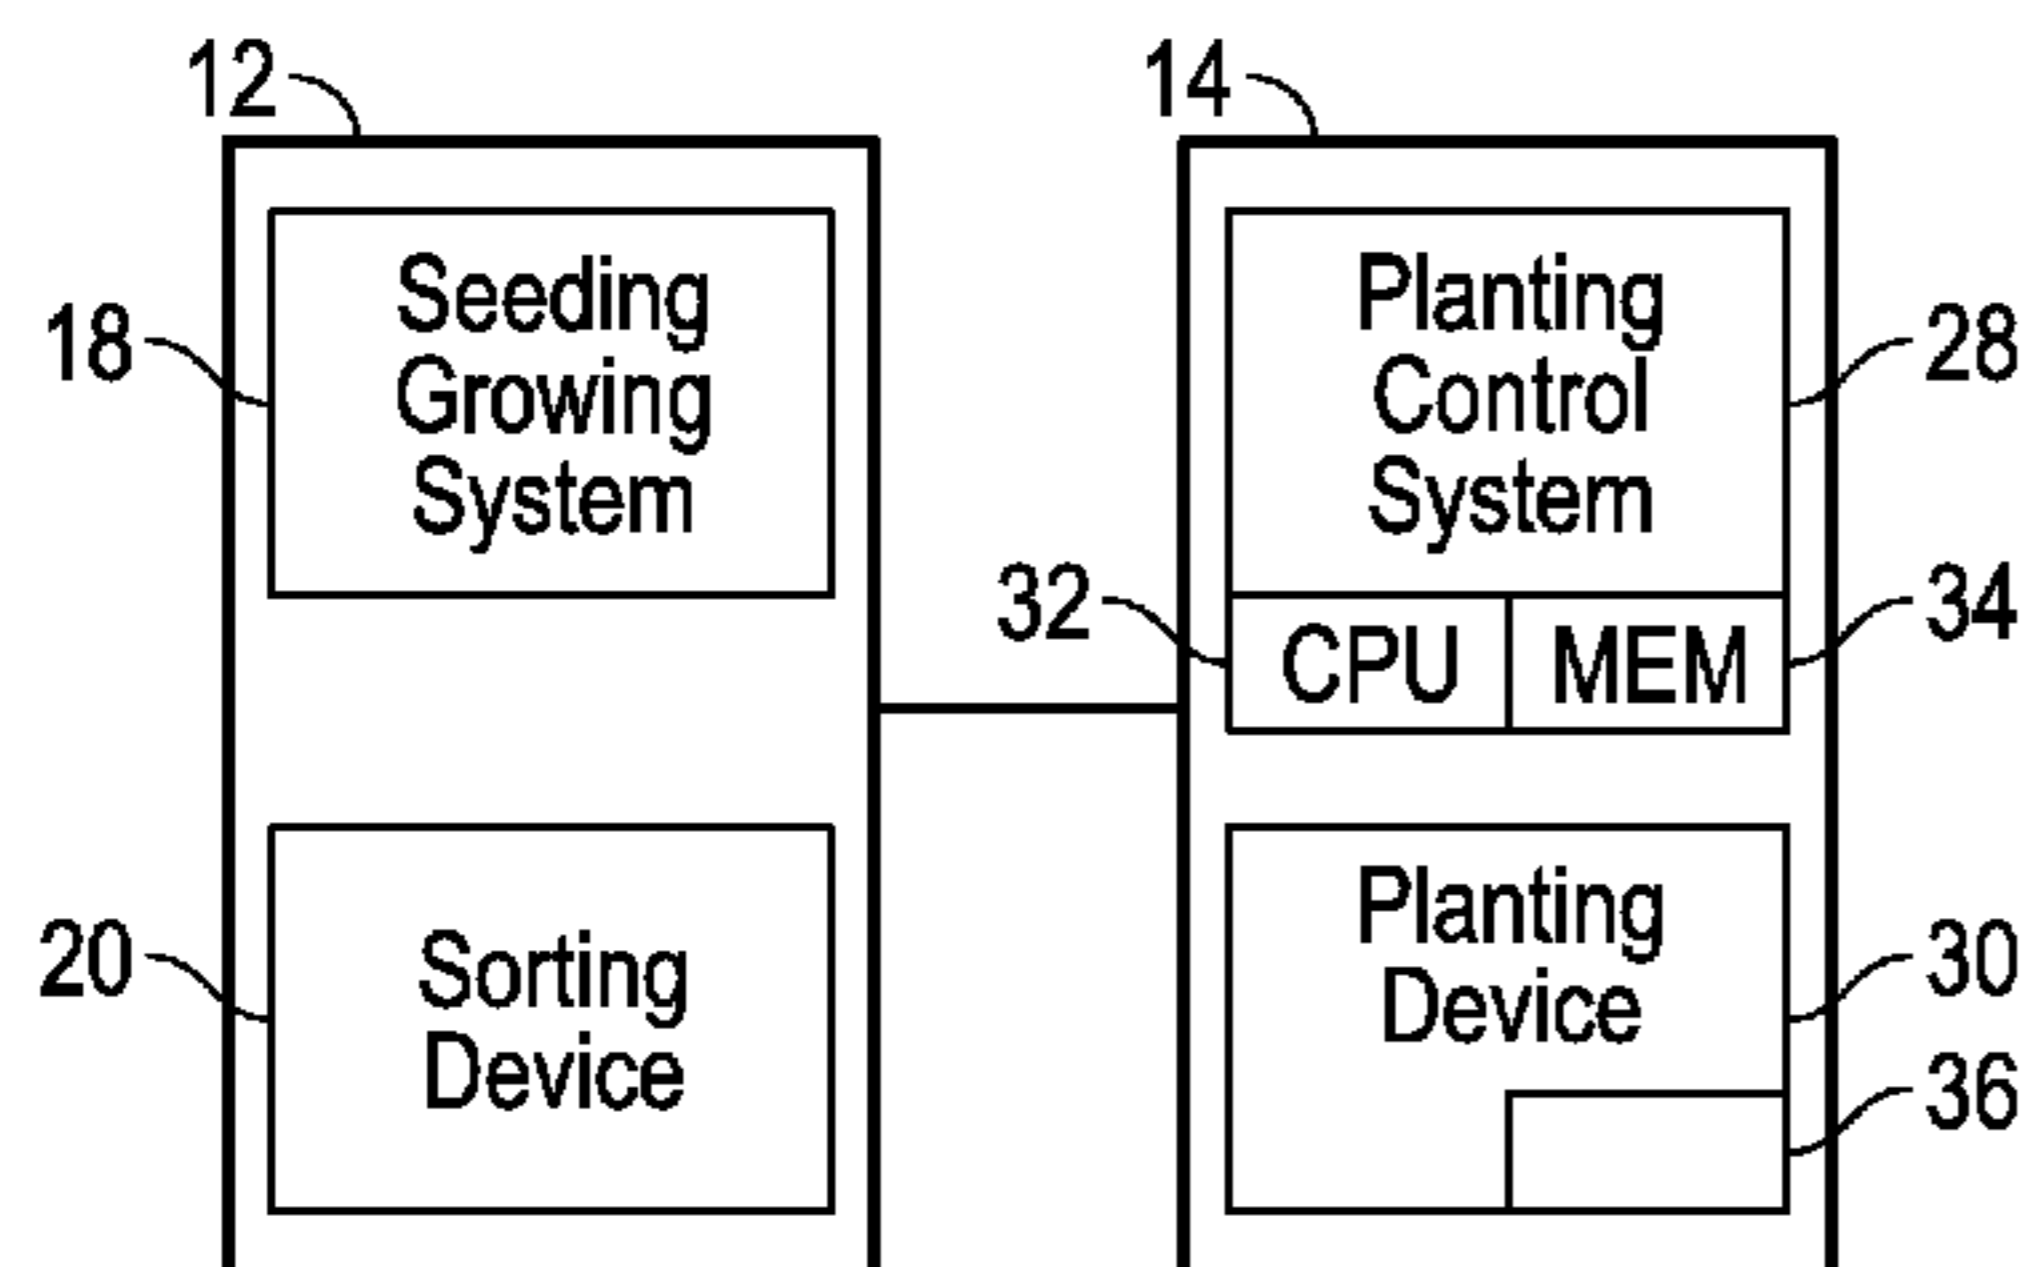 12
14
18
Seeding
Growing
System
Planting
Control
System
28
32
CPU
MEM
34
20
Sorting
Device
Planting
Device
30
36